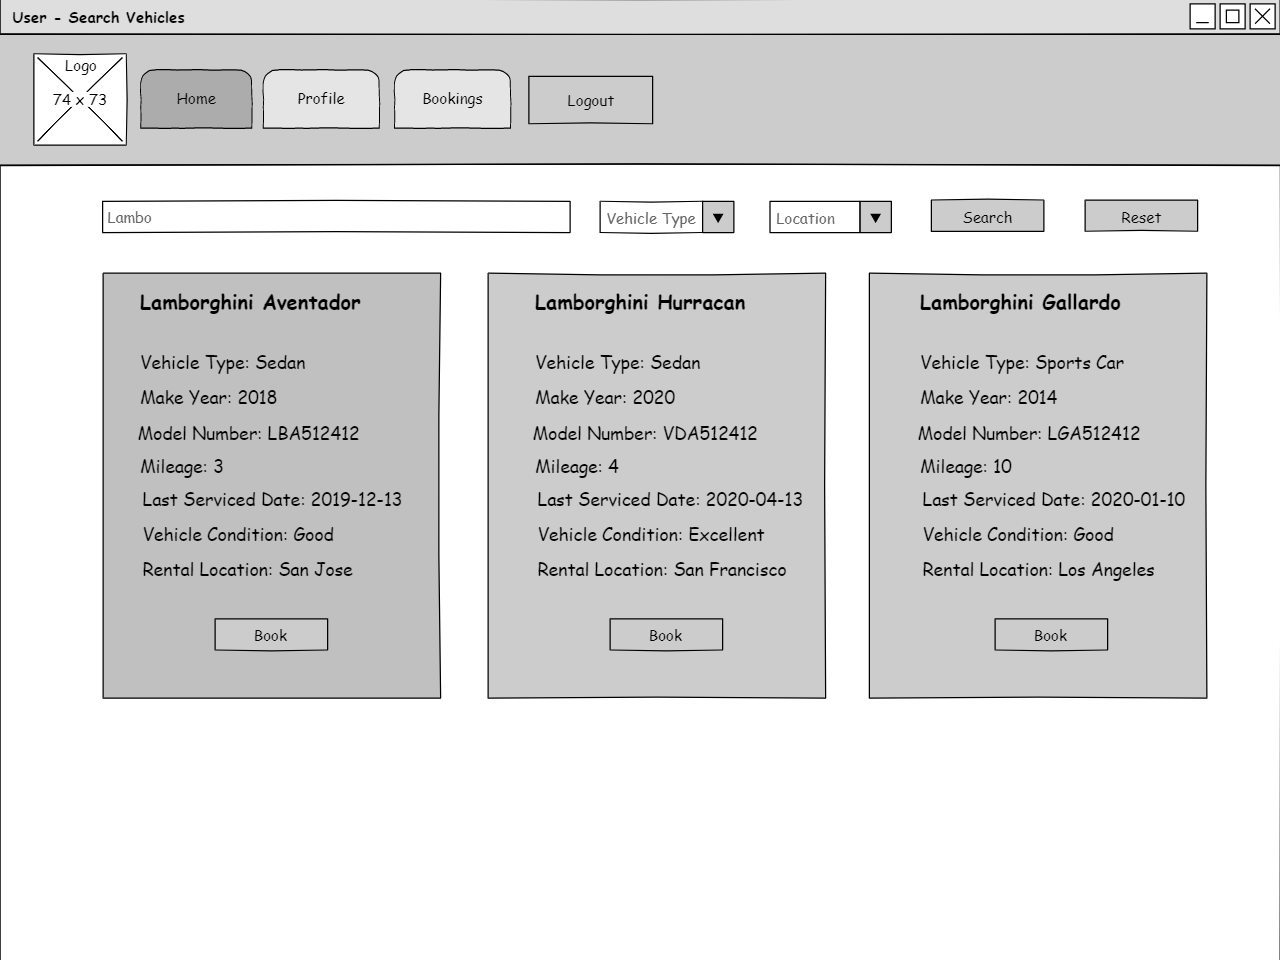 User - Search Vehicles
Logo
74 x 73
Home
Profile
Bookings
Logout
Lambo
Vehicle Type
Location
Search
Reset
Lamborghini Aventador
Vehicle Type: Sedan
Make Year: 2018
Model Number: LBA512412
Mileage: 3
Last Serviced Date: 2019-12-13
Vehicle Condition: Good
Rental Location: San Jose
Book
Lamborghini Hurracan
Vehicle Type: Sedan
Make Year: 2020
Model Number: VDA512412
Mileage: 4
Last Serviced Date: 2020-04-13
Vehicle Condition: Excellent
Rental Location: San Francisco
Book
Lamborghini Gallardo
Vehicle Type: Sports Car
Make Year: 2014
Model Number: LGA512412
Mileage: 10
Last Serviced Date: 2020-01-10
Vehicle Condition: Good
Rental Location: Los Angeles
Book